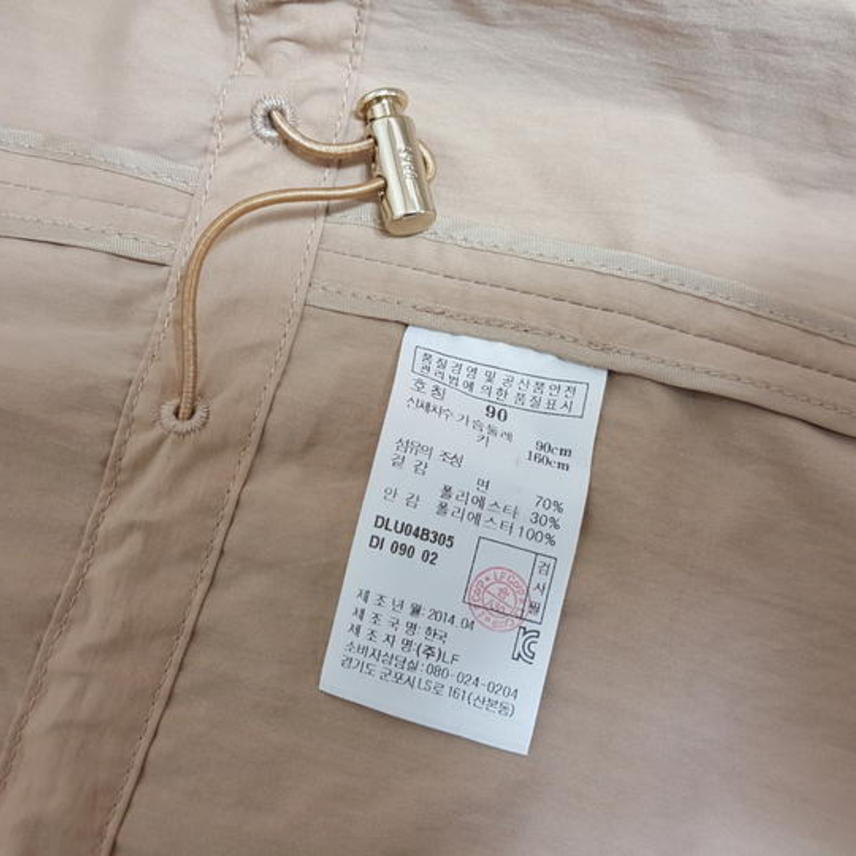 품질경영 및 공산품안전
관리법에 의한 품질표시
호 칭 90
신체치수 가슴둘레 90cm
키 160cm
섬유의 조성
겉 감 면 70%
폴리에스타 30%
안 감 폴리에스터 100%
DLU04B305
DI 090 02
검사필
LF Corp
제 조 년 월: 2014.04
제 조 국 명: 한국
제 조 자 명:(주)LF
소비자상담실: 080-024-0204
경기도 군포시 LS로 161(산본동)